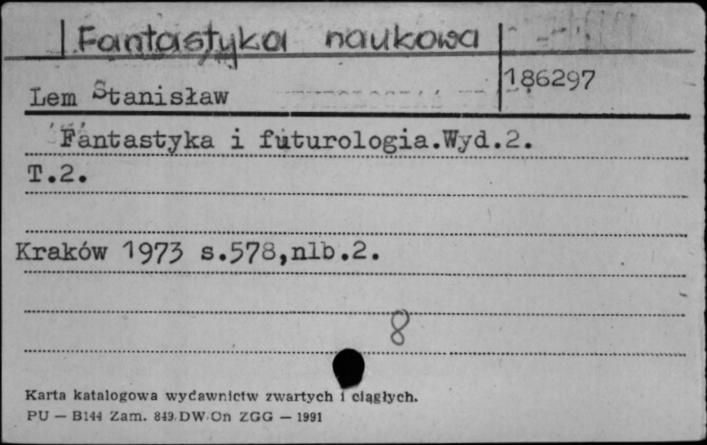 Fantastyka naukowa
186297
Lem Stanisław
Fantastyka i futurologia.Wyd.2.
T.2.
Kraków 1973 s.578,nlb.2.
8
Karta katalogowa wydawnictw zwartych i ciągłych.
PU — B144 Zam. 849.DW.On ZGG — 1991